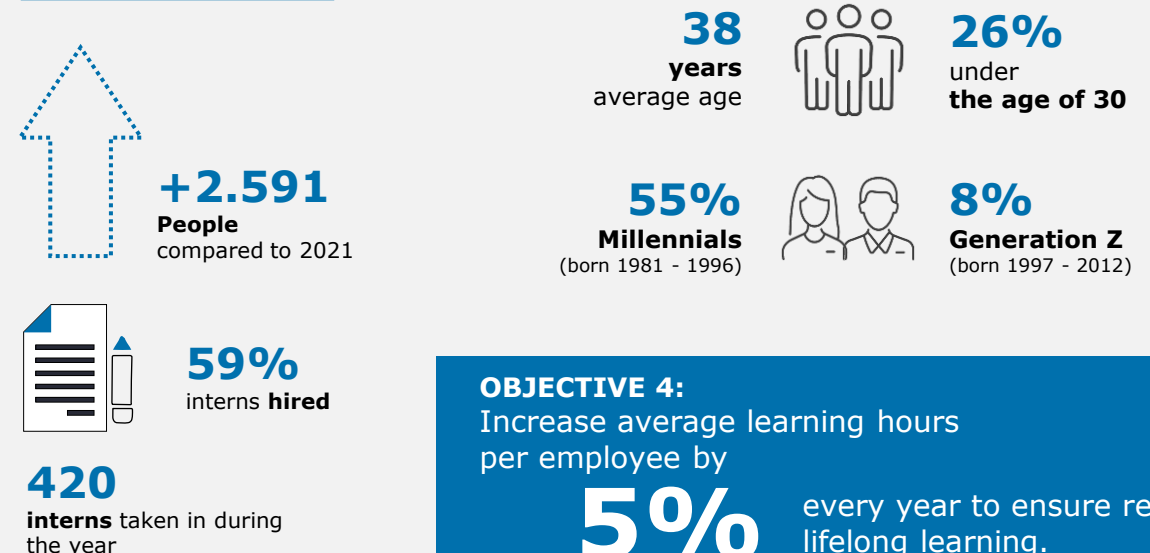 +2.591
People
compared to 2021
59%
interns hired
420
interns taken in during
the year
38
years
average age
26%
under
the age of 30
55%
Millennials
(born 1981 - 1996)
8%
Generation Z
(born 1997 - 2012)
OBJECTIVE 4:
Increase average learning hours
per employee by
5%
every year to ensure
lifelong learning.